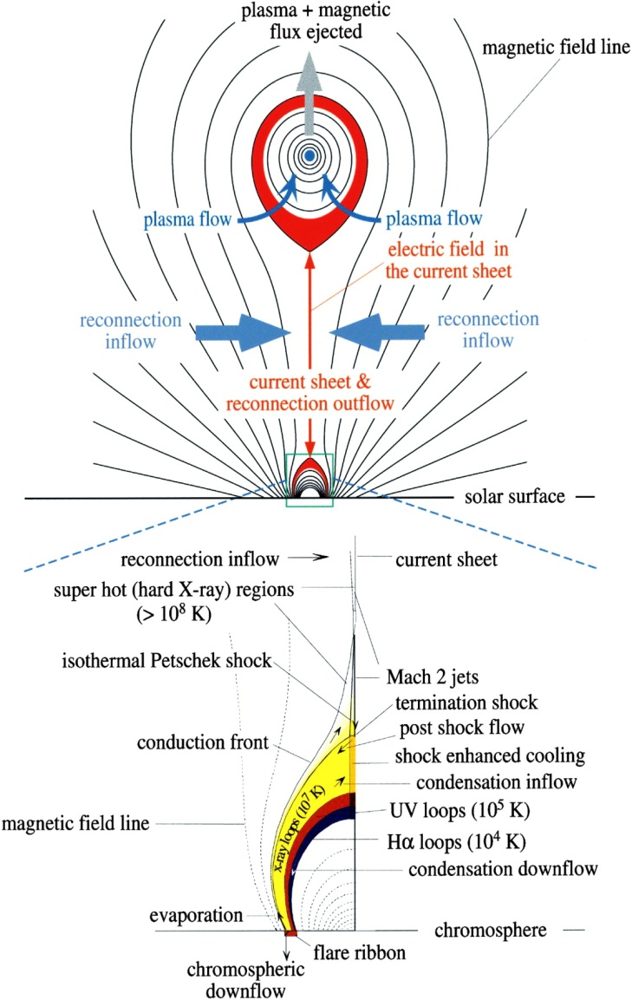 plasma + magnetic
flux ejected
magnetic field line
plasma flow
plasma flow
electric field in
the current sheet
reconnection
inflow
reconnection
inflow
current sheet &
reconnection outflow
solar surface
reconnection inflow
current sheet
super hot (hard X-ray) regions
(> 10⁸ K)
isothermal Petschek shock
Mach 2 jets
termination shock
post shock flow
conduction front
shock enhanced cooling
condensation inflow
x-ray loops (10⁷ K)
UV loops (10⁵ K)
magnetic field line
Hα loops (10⁴ K)
condensation downflow
evaporation
chromosphere
flare ribbon
chromospheric
downflow